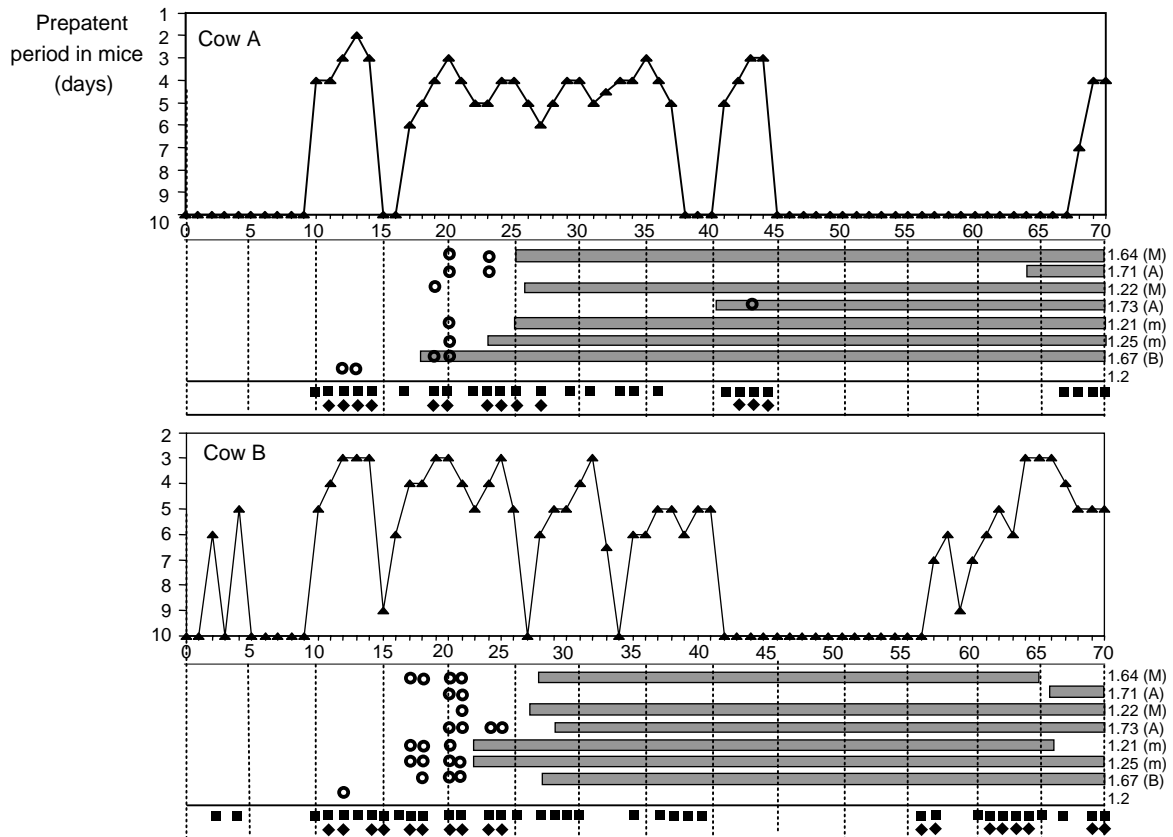 Prepatent
period in mice
(days)
Cow A
1
2
3
4
5
6
7
8
9
10
0 5 10 15 20 25 30 35 40 45 50 55 60 65 70
1.64 (M)
1.71 (A)
1.22 (M)
1.73 (A)
1.21 (m)
1.25 (m)
1.67 (B)
1.2
Cow B
2
3
4
5
6
7
8
9
10
0 5 10 15 20 25 30 35 40 45 50 55 60 65 70
1.64 (M)
1.71 (A)
1.22 (M)
1.73 (A)
1.21 (m)
1.25 (m)
1.67 (B)
1.2